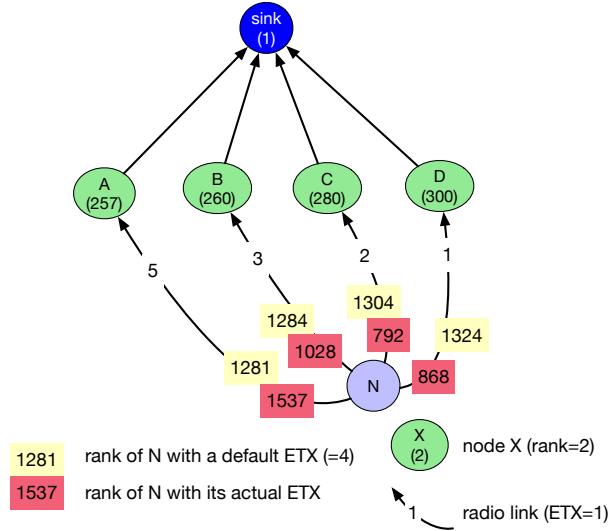 sink
(1)
A
(257)
B
(260)
C
(280)
D
(300)
5
3
2
1
1284
1304
1324
1028
792
1281
868
1537
N
X
(2)
node X (rank=2)
1281 rank of N with a default ETX (=4)
1537 rank of N with its actual ETX
1 radio link (ETX=1)